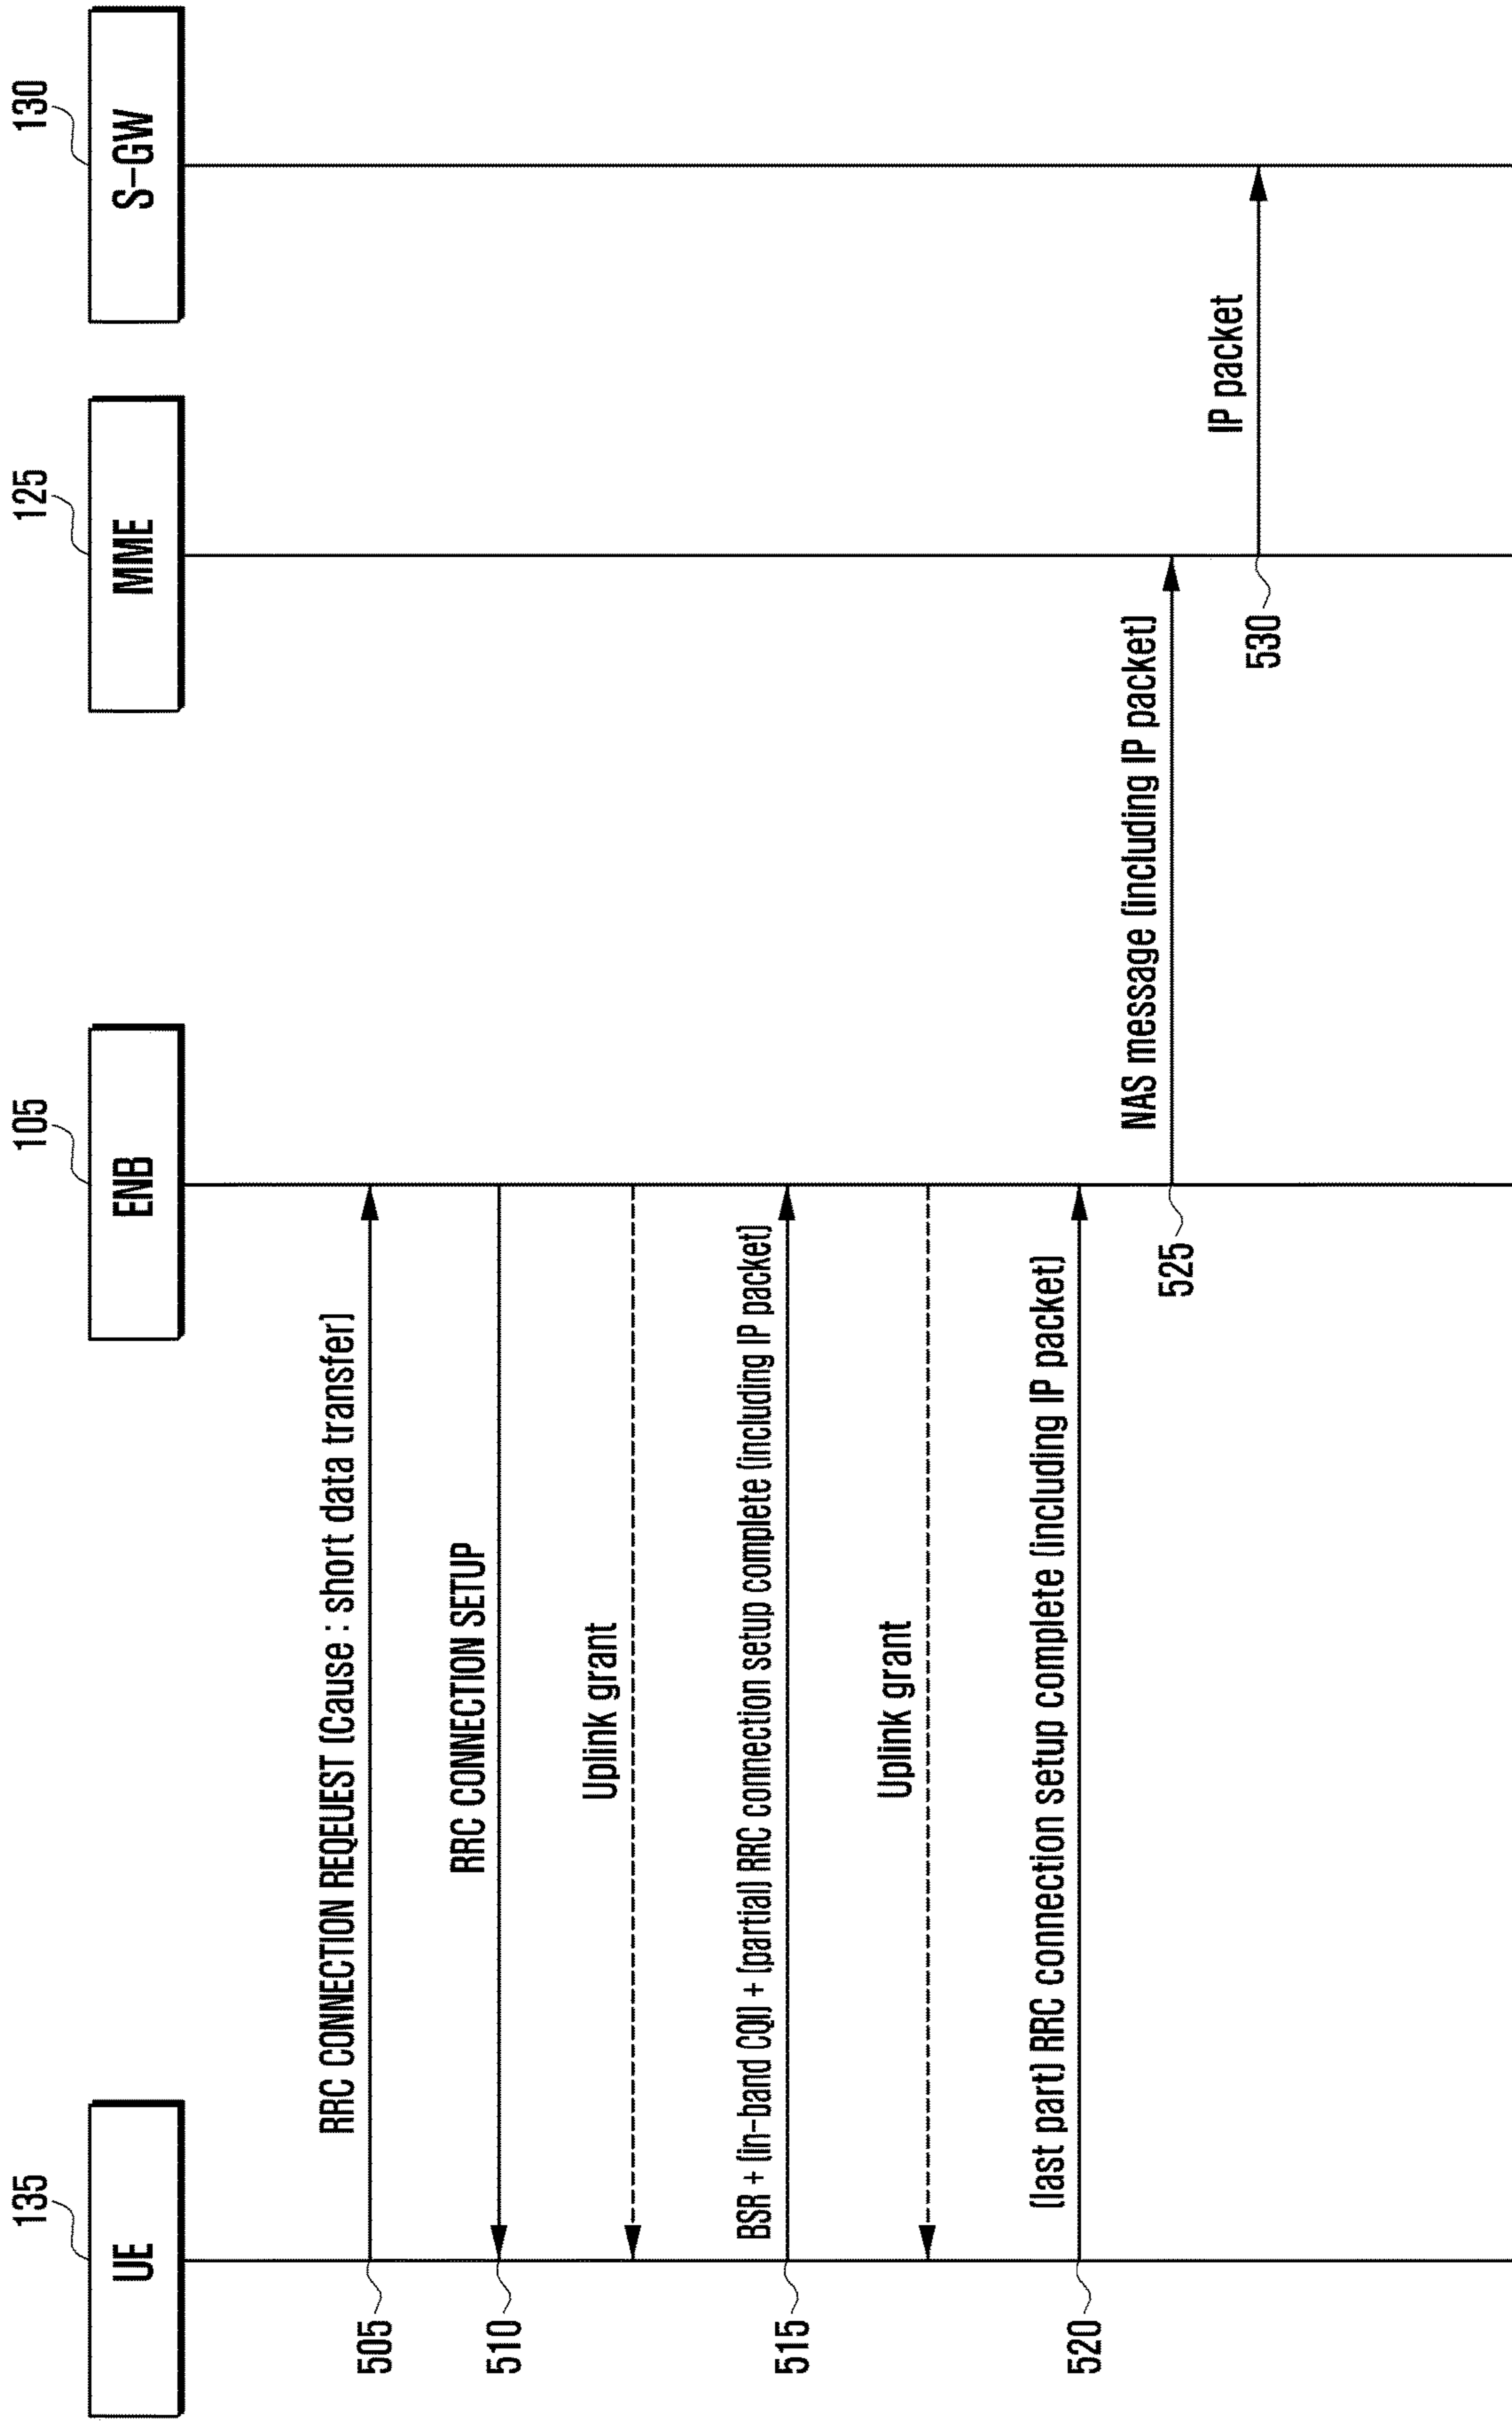 135
105
125
130
UE
ENB
MME
S-GW
505
RRC CONNECTION REQEUEST (Cause : short data transfer)
510
RRC CONNECTION SETUP
Uplink grant
515
BSR + (in-band CQI) + (partial) RRC connection setup complete (including IP packet)
Uplink grant
520
(last part) RRC connection setup complete (including IP packet)
525
NAS message (including IP packet)
530
IP packet